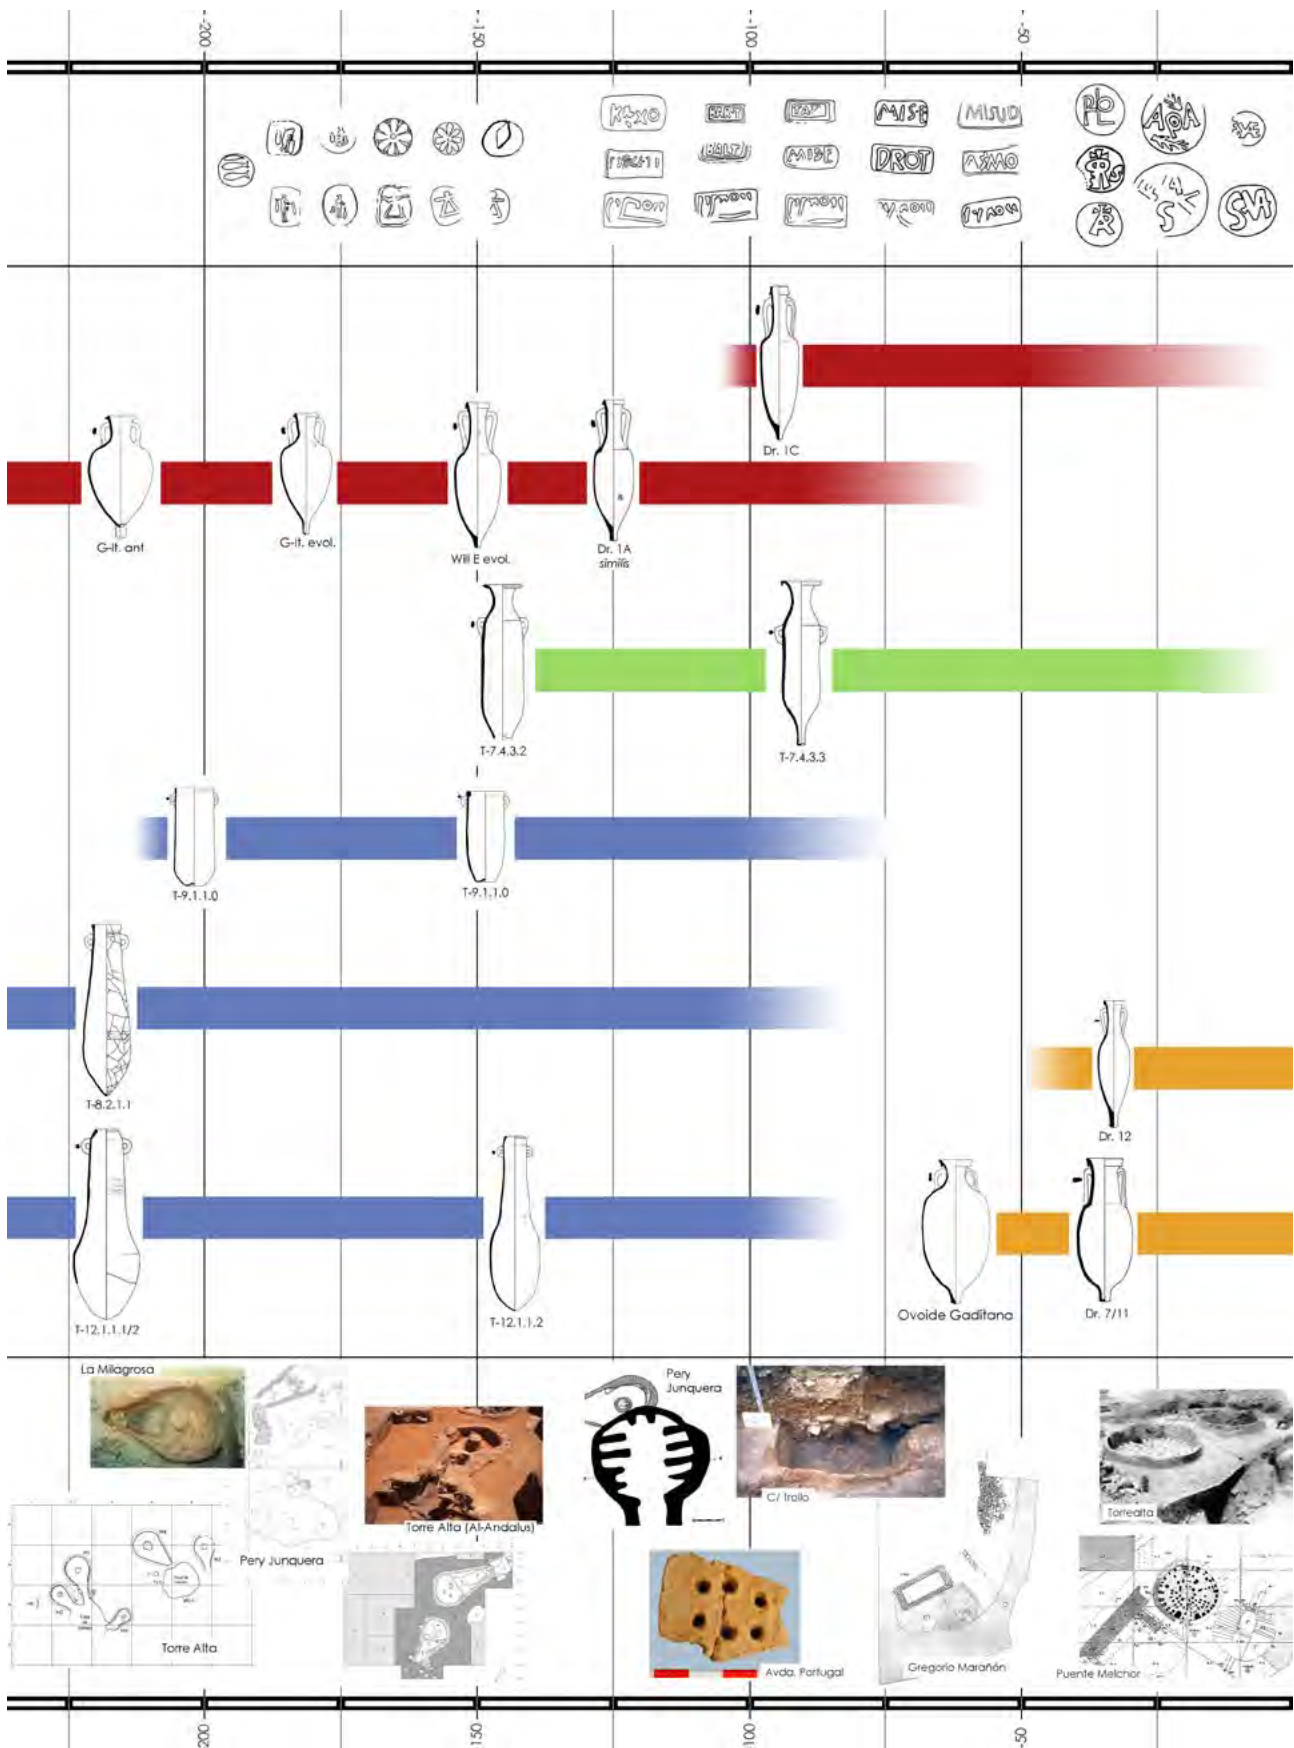 -200 -150 -100 -50
MISE
DROT
MISE
Dr. 1C
G-It. ant
G-It. evol.
Will E evol.
Dr. 1A
similis
T-7.4.3.2
T-7.4.3.3
T-9.1.1.0
T-9.1.1.0
T-8.2.1.1
Dr. 12
T-12.1.1.1/2
T-12.1.1.2
Ovoide Gaditana
Dr. 7/11
La Milagrosa
Pery
Junquera
C/ Troilo
Torrealta
Torre Alta (Al-Andalus)
Pery Junquera
Torre Alta
Avda. Portugal
Gregorio Marañón
Puente Melchor
-200 -150 -100 -50